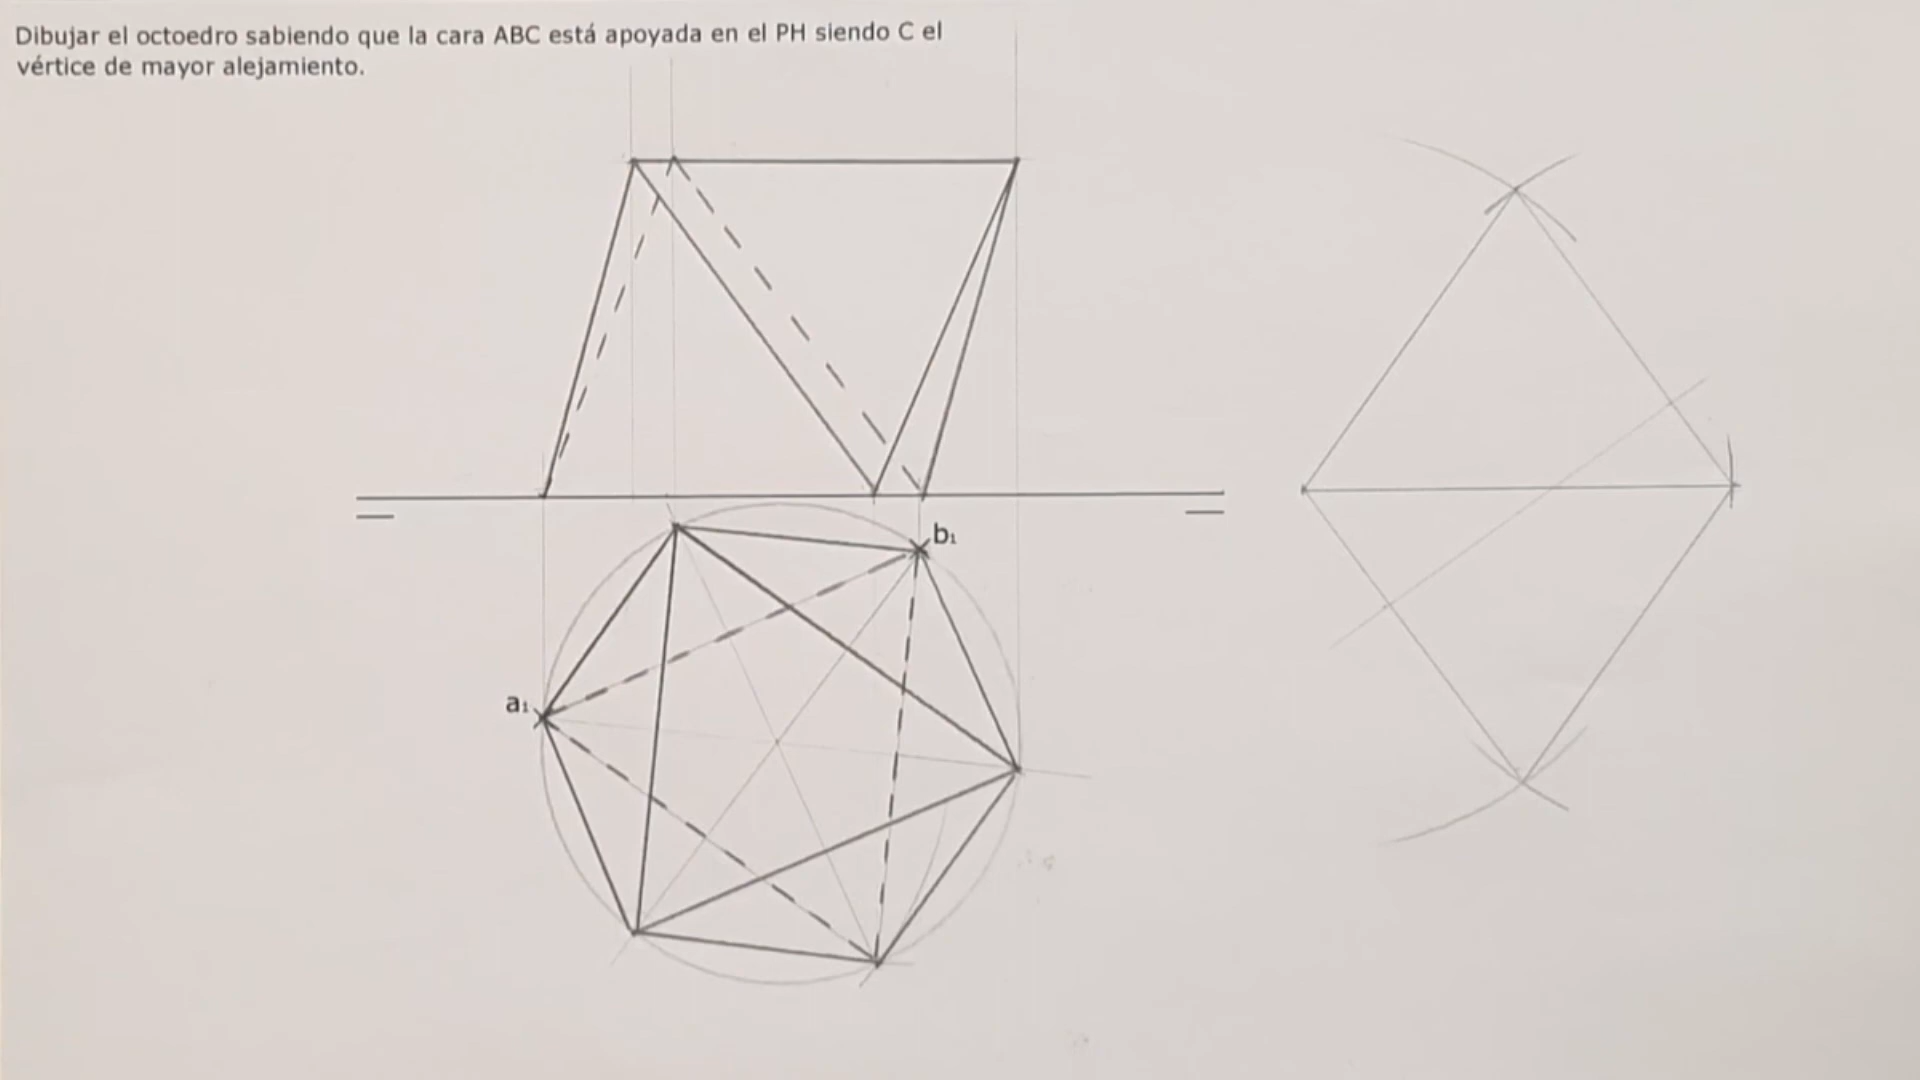 Dibujar el octoedro sabiendo que la cara ABC está apoyada en el PH siendo C el
vértice de mayor alejamiento.
b₁
a₁